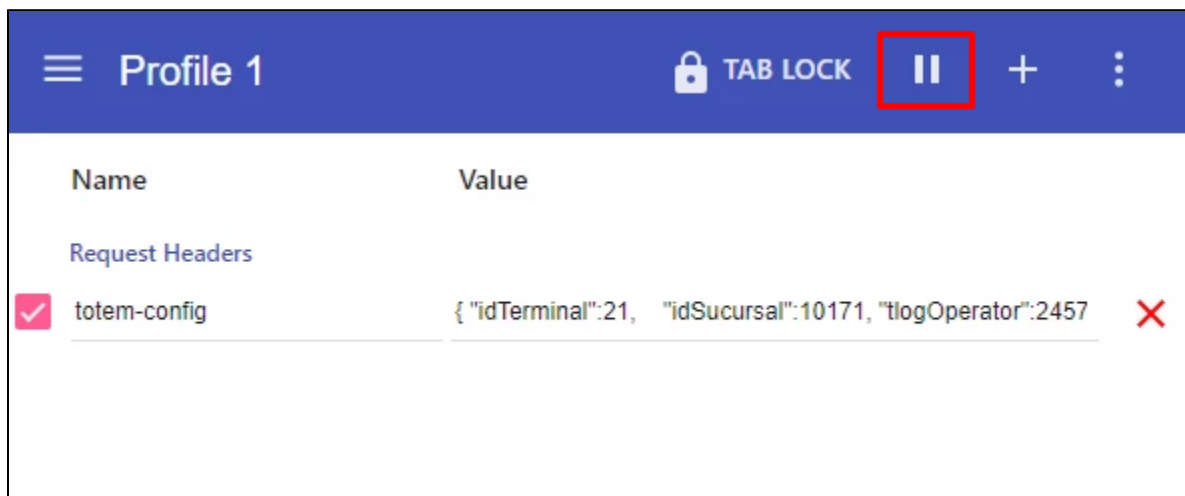 Profile 1 TAB LOCK
Name Value
Request Headers
totem-config { "idTerminal":21, "idSucursal":10171, "tlogOperator":2457